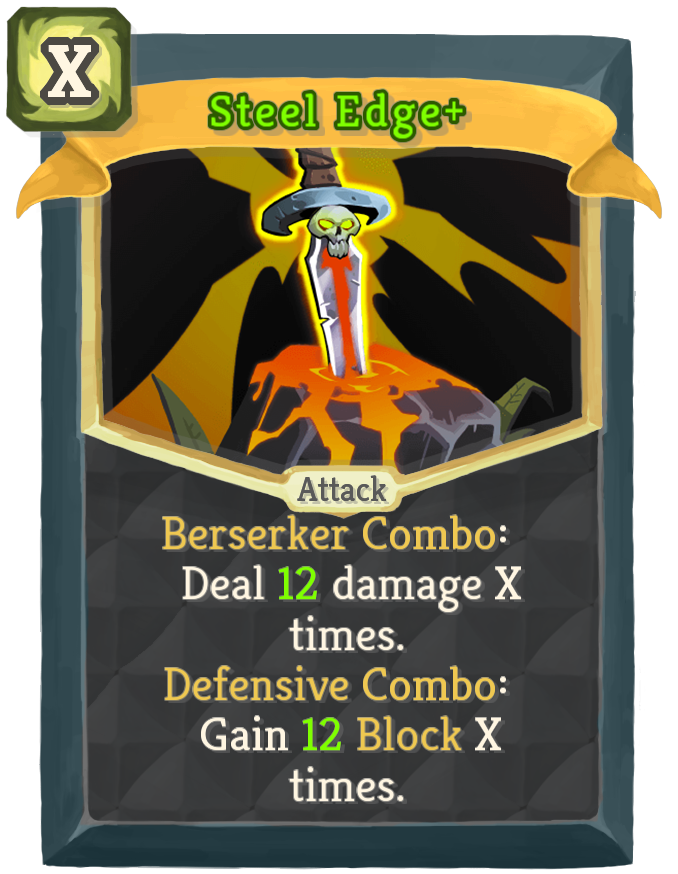 X
Steel Edge+
Attack
Berserker Combo:
Deal 12 damage X
times.
Defensive Combo:
Gain 12 Block X
times.